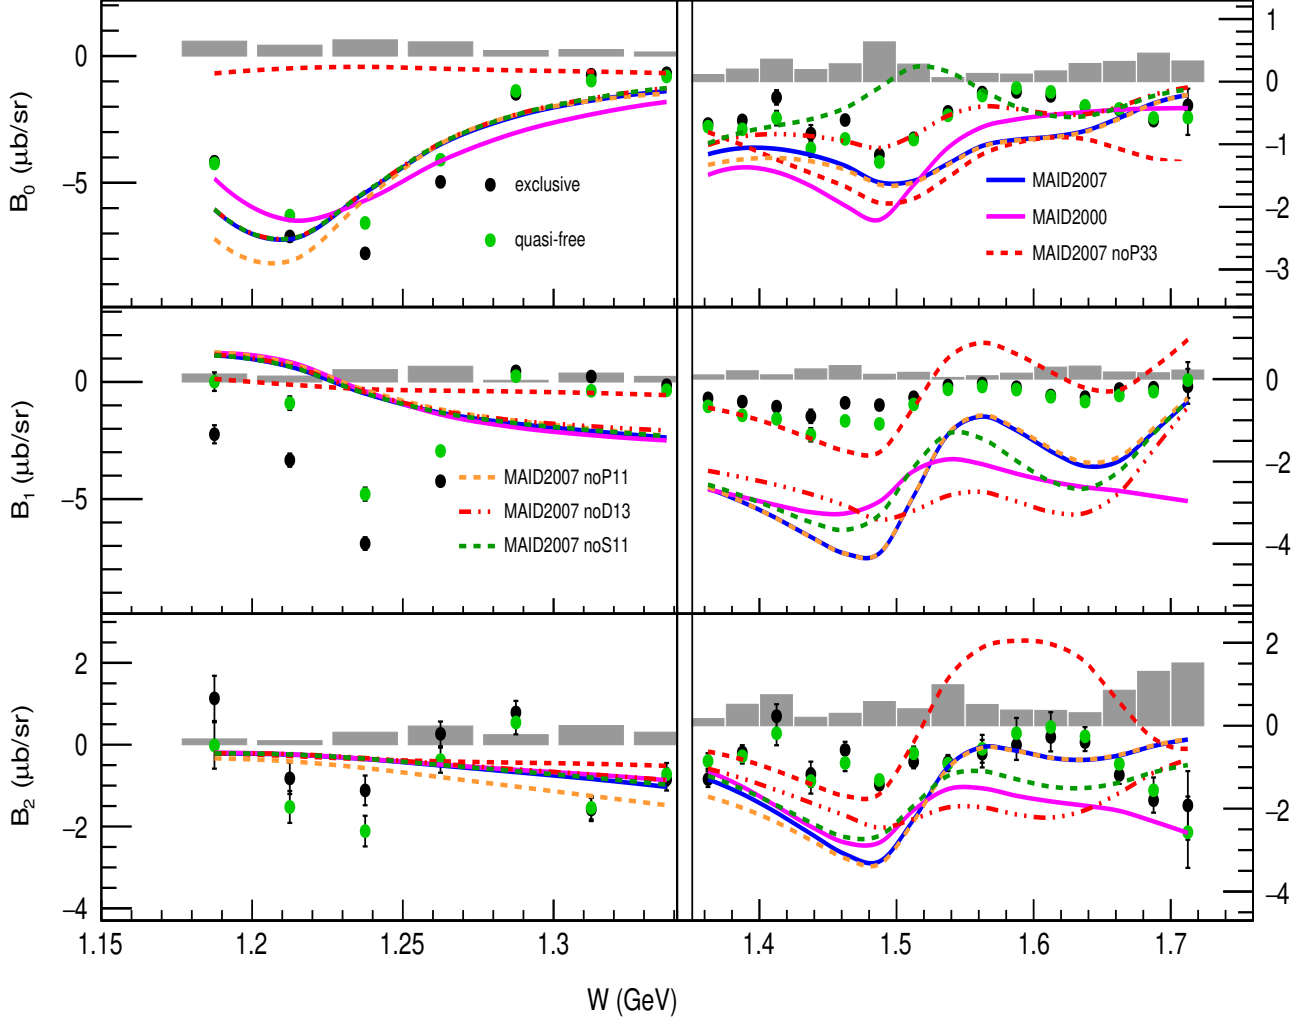 B0 (μb/sr)
0
−5
exclusive
quasi-free
1
0
−1
−2
−3
MAID2007
MAID2000
MAID2007 noP33
B1 (μb/sr)
0
−5
MAID2007 noP11
MAID2007 noD13
MAID2007 noS11
0
−2
−4
B2 (μb/sr)
2
0
−2
−4
2
0
−2
−4
1.15 1.2 1.25 1.3 1.4 1.5 1.6 1.7
W (GeV)